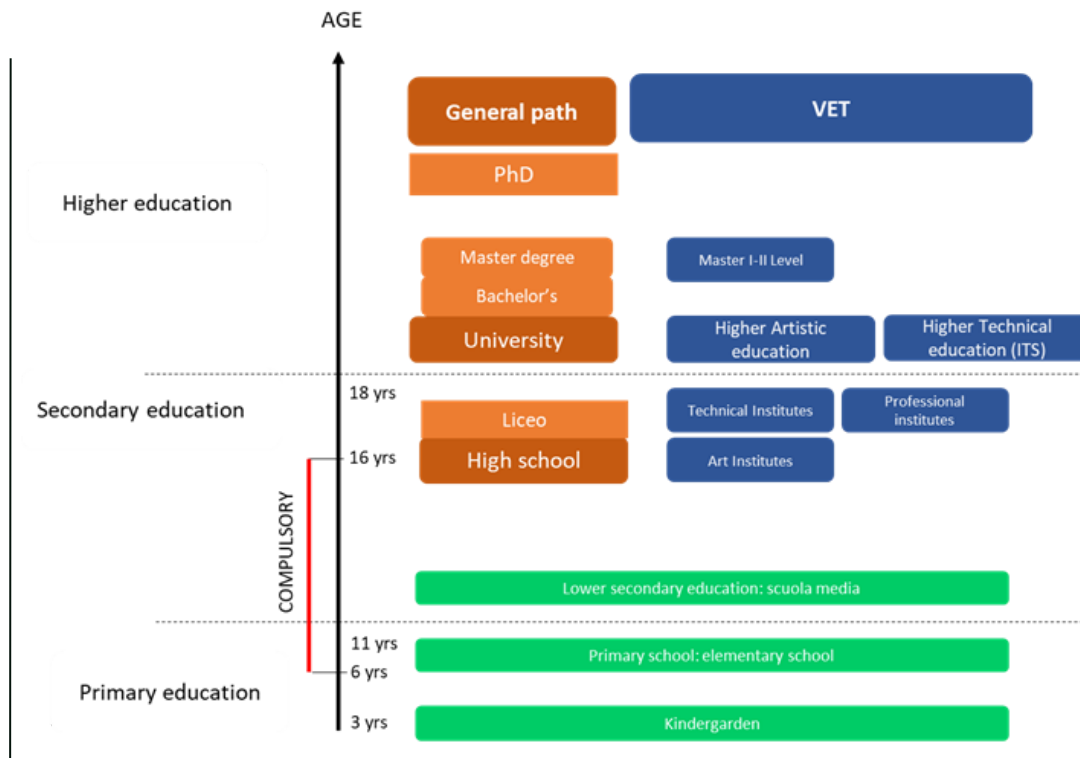 AGE
General path
VET
PhD
Higher education
Master degree
Master I-II Level
Bachelor's
University
Higher Artistic
education
Higher Technical
education (ITS)
18 yrs
Secondary education
Liceo
Technical Institutes
Professional
institutes
16 yrs
High school
Art Institutes
COMPULSORY
Lower secondary education: scuola media
11 yrs
Primary school: elementary school
6 yrs
Primary education
3 yrs
Kindergarden